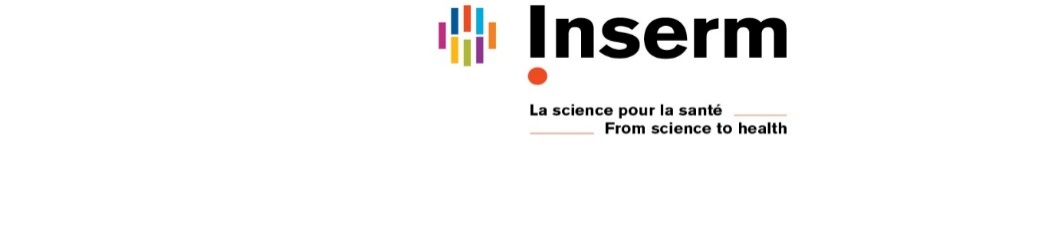 Inserm
La science pour la santé
From science to health